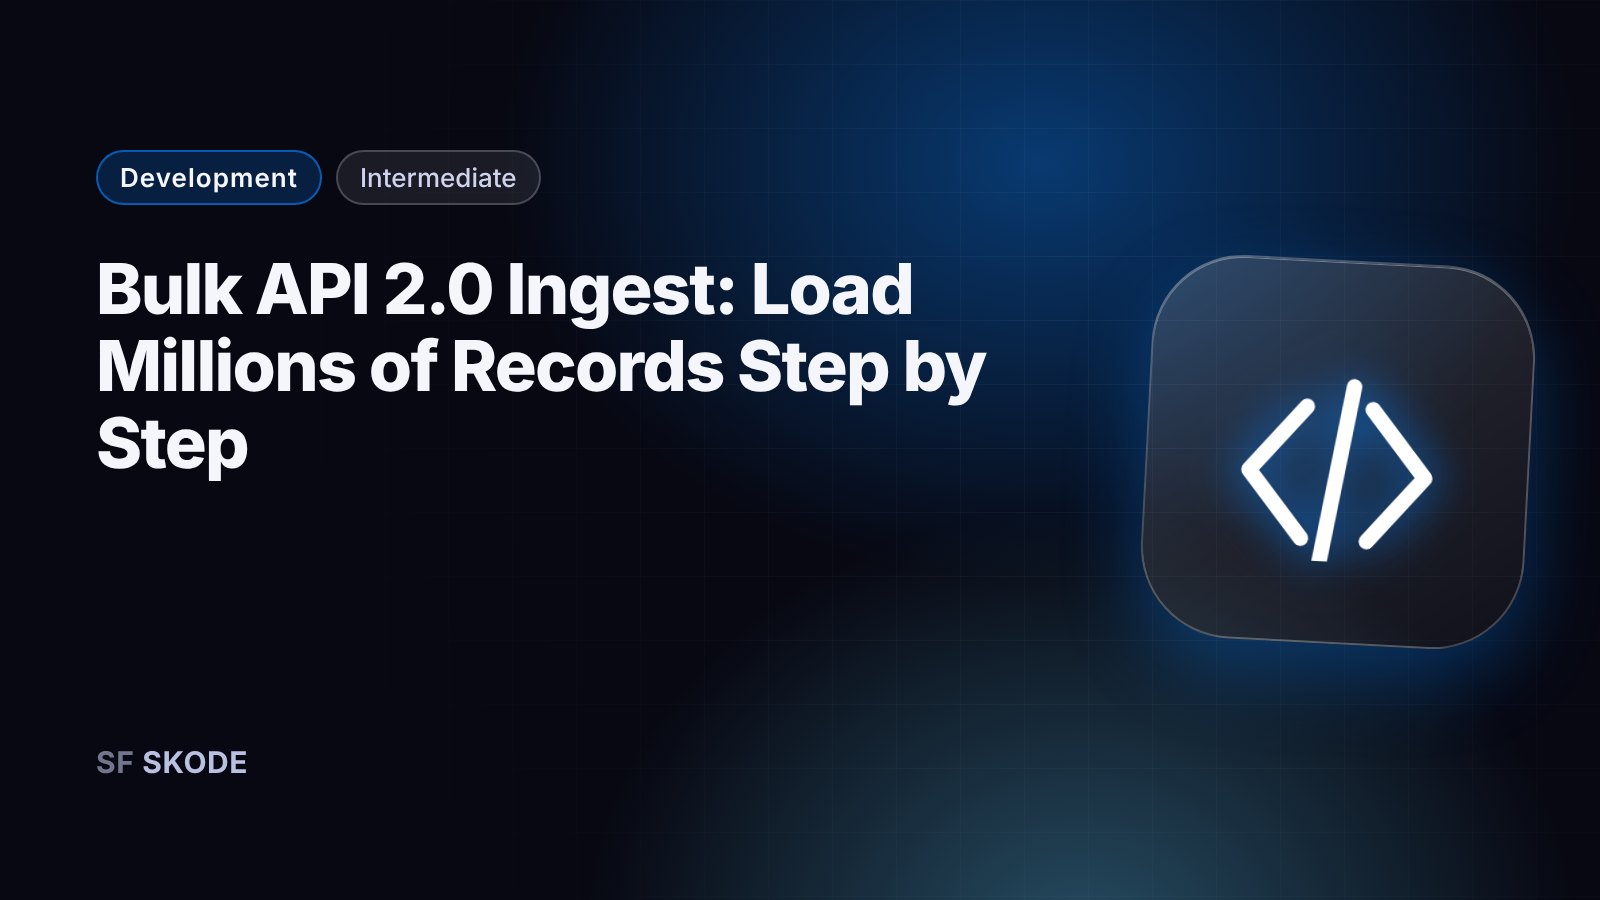 Development
Intermediate
Bulk API 2.0 Ingest: Load
Millions of Records Step by
Step
SF SKODE